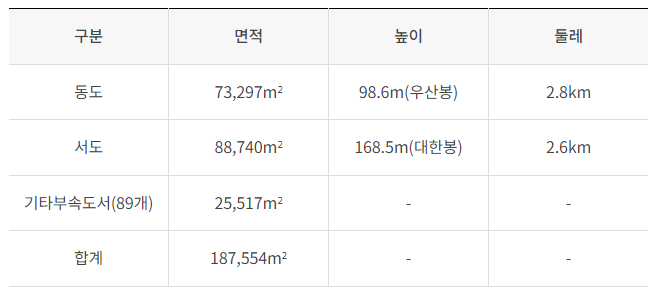 구분 면적 높이 둘레
동도 73,297m² 98.6m(우산봉) 2.8km
서도 88,740m² 168.5m(대한봉) 2.6km
기타부속도서(89개) 25,517m² - -
합계 187,554m² - -